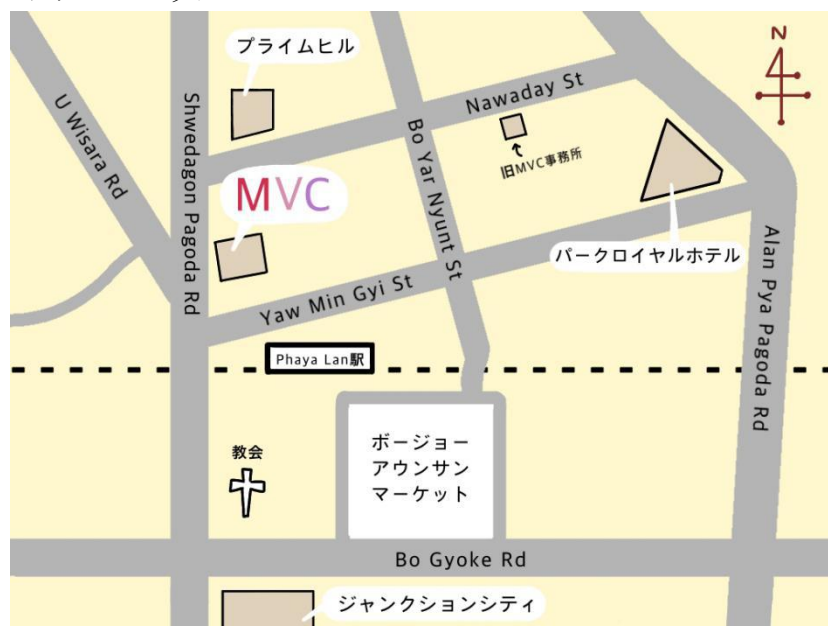 プライムヒル
N
Nawaday St
U Wisara Rd
Shwedagon Pagoda Rd
Bo Yar Nyunt St
旧MVC事務所
MVC
パークロイヤルホテル
Alan Pya Pagoda Rd
Yaw Min Gyi St
Phaya Lan駅
教会
ボージョー
アウンサン
マーケット
Bo Gyoke Rd
ジャンクションシティ